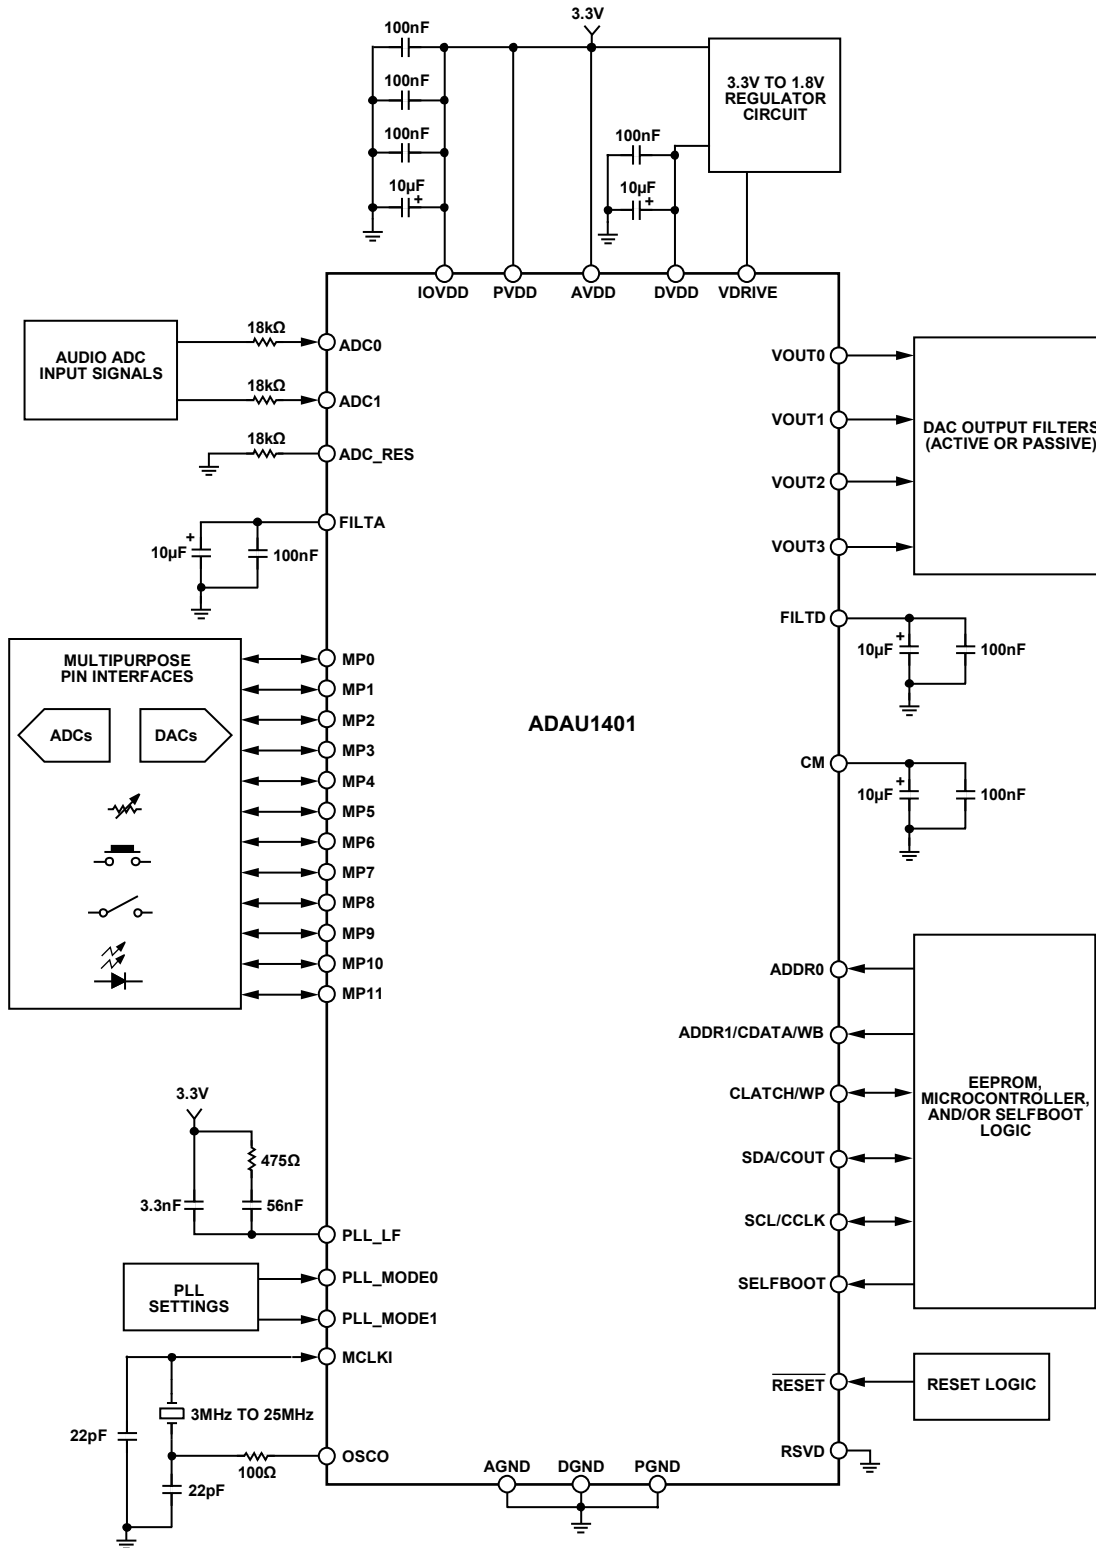 3.3V
100nF
100nF
100nF
10µF
+
3.3V TO 1.8V
REGULATOR
CIRCUIT
100nF
10µF
+
IOVDD
PVDD
AVDD
DVDD
VDRIVE
AUDIO ADC
INPUT SIGNALS
18kΩ
ADC0
18kΩ
ADC1
18kΩ
ADC_RES
+
10µF
100nF
FILTA
MULTIPURPOSE
PIN INTERFACES
ADCs
DACs
MP0
MP1
MP2
MP3
MP4
MP5
MP6
MP7
MP8
MP9
MP10
MP11
ADAU1401
3.3V
475Ω
3.3nF
56nF
PLL_LF
PLL
SETTINGS
PLL_MODE0
PLL_MODE1
MCLKI
3MHz TO 25MHz
22pF
100Ω
22pF
OSCO
AGND
DGND
PGND
VOUT0
VOUT1
VOUT2
VOUT3
DAC OUTPUT FILTERS
(ACTIVE OR PASSIVE)
FILTD
+
10µF
100nF
CM
+
10µF
100nF
ADDR0
ADDR1/CDATA/WB
CLATCH/WP
SDA/COUT
SCL/CCLK
SELFBOOT
EEPROM,
MICROCONTROLLER,
AND/OR SELFBOOT
LOGIC
RESET
RESET LOGIC
RSVD